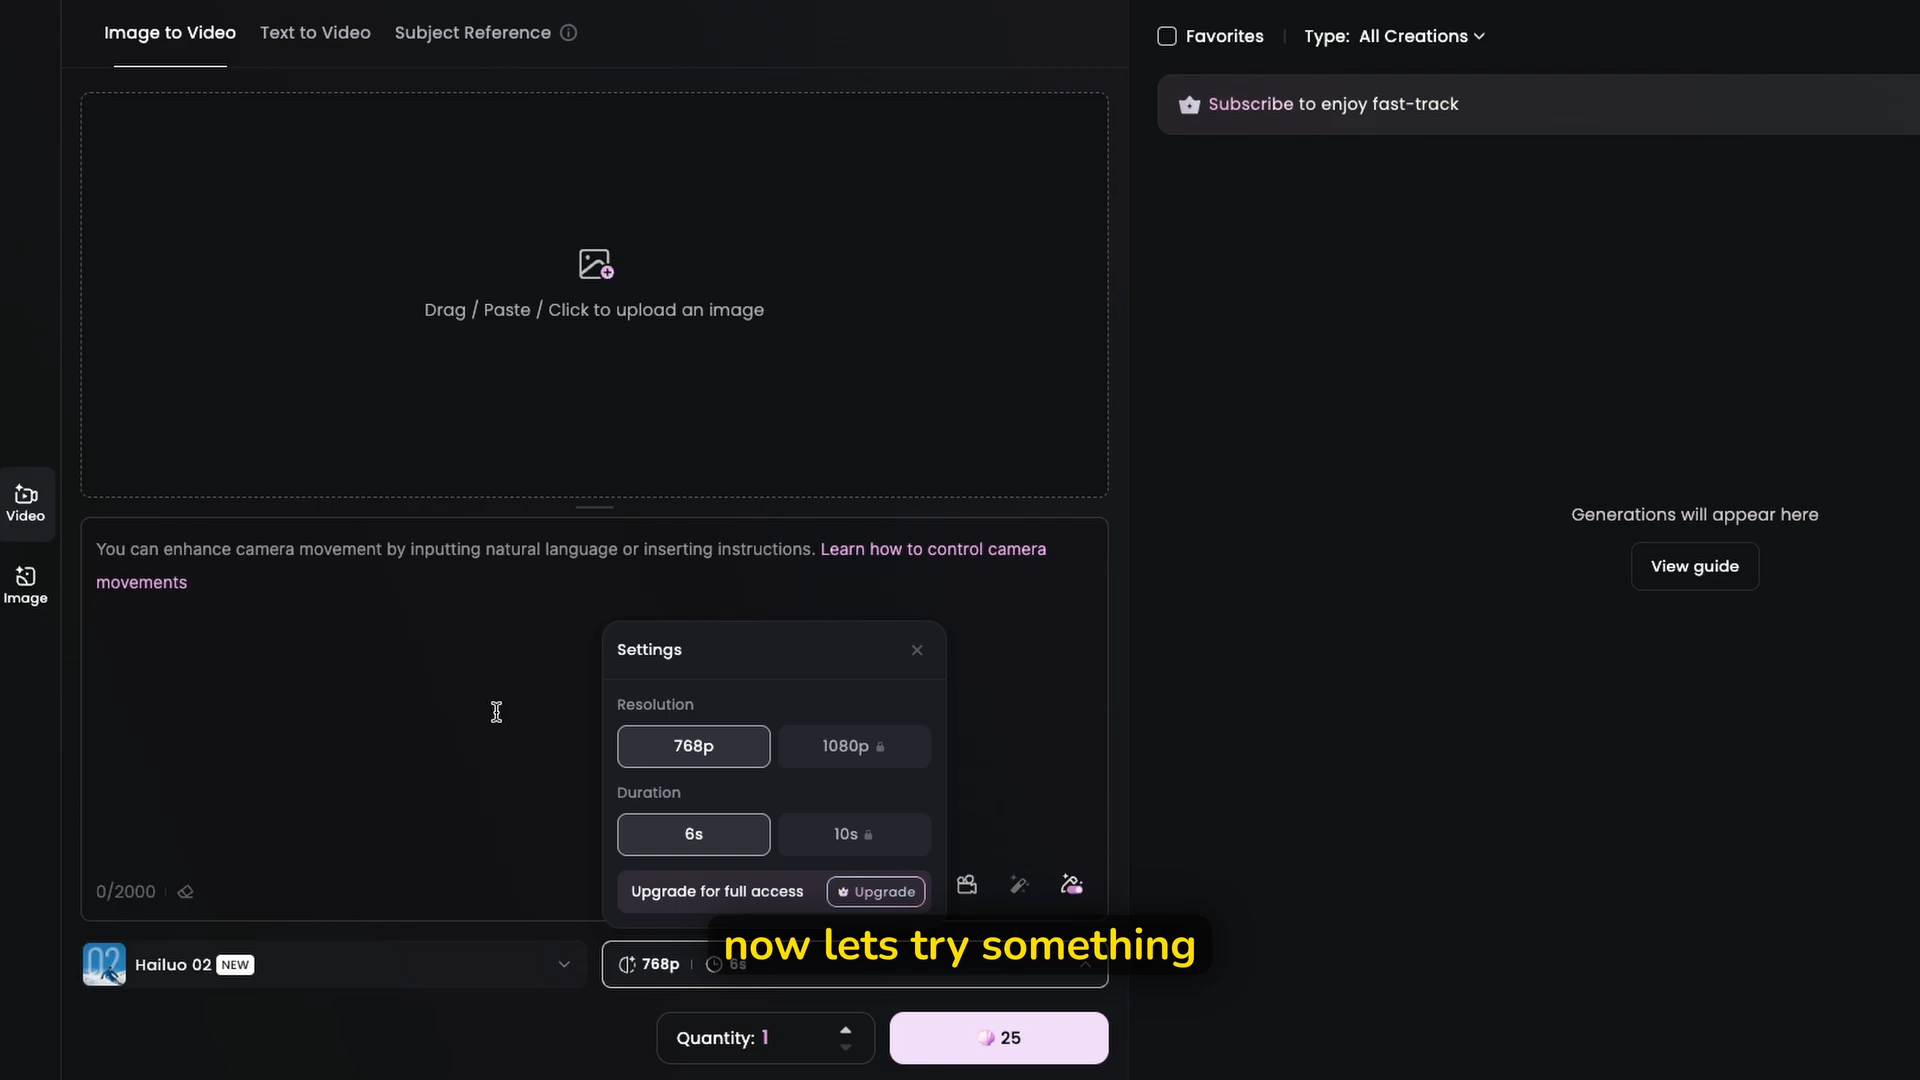 Image to Video
Text to Video
Subject Reference
Favorites
Type: All Creations
Subscribe to enjoy fast-track
Drag / Paste / Click to upload an image
Video
Image
You can enhance camera movement by inputting natural language or inserting instructions. Learn how to control camera
movements
Generations will appear here
View guide
Settings
Resolution
768p
1080p
Duration
6s
10s
Upgrade for full access
Upgrade
0/2000
now lets try something
02
Hailuo 02 NEW
768p
6s
Quantity: 1
25